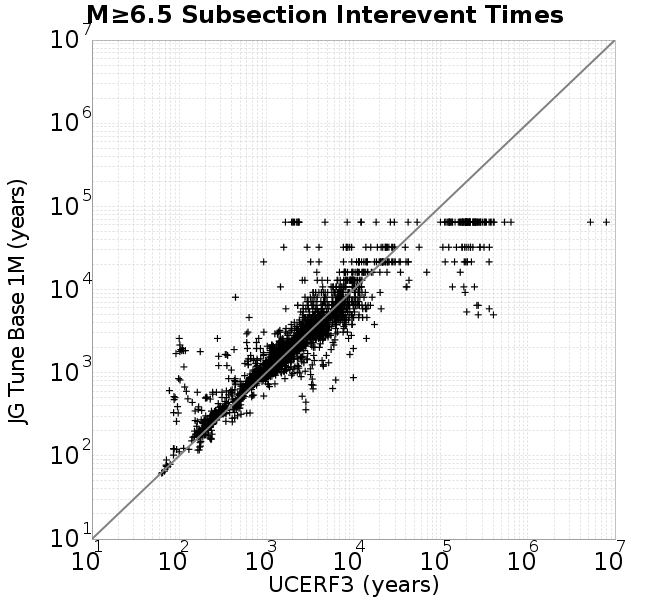 M≥6.5 Subsection Interevent Times
10^7
10^6
10^5
10^4
10^3
10^2
10^1
JG Tune Base 1M (years)
10^1 10^2 10^3 10^4 10^5 10^6 10^7
UCERF3 (years)